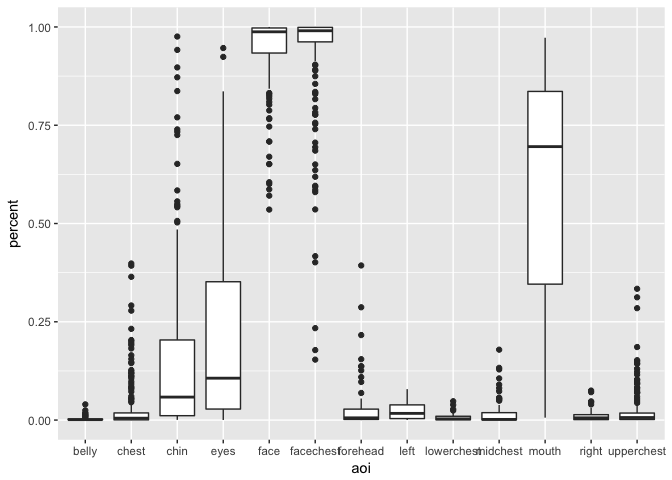 1.00
0.75
0.50
0.25
0.00
percent
belly chest chin eyes face facechest forehead left lowerchest midchest mouth right upperchest
aoi